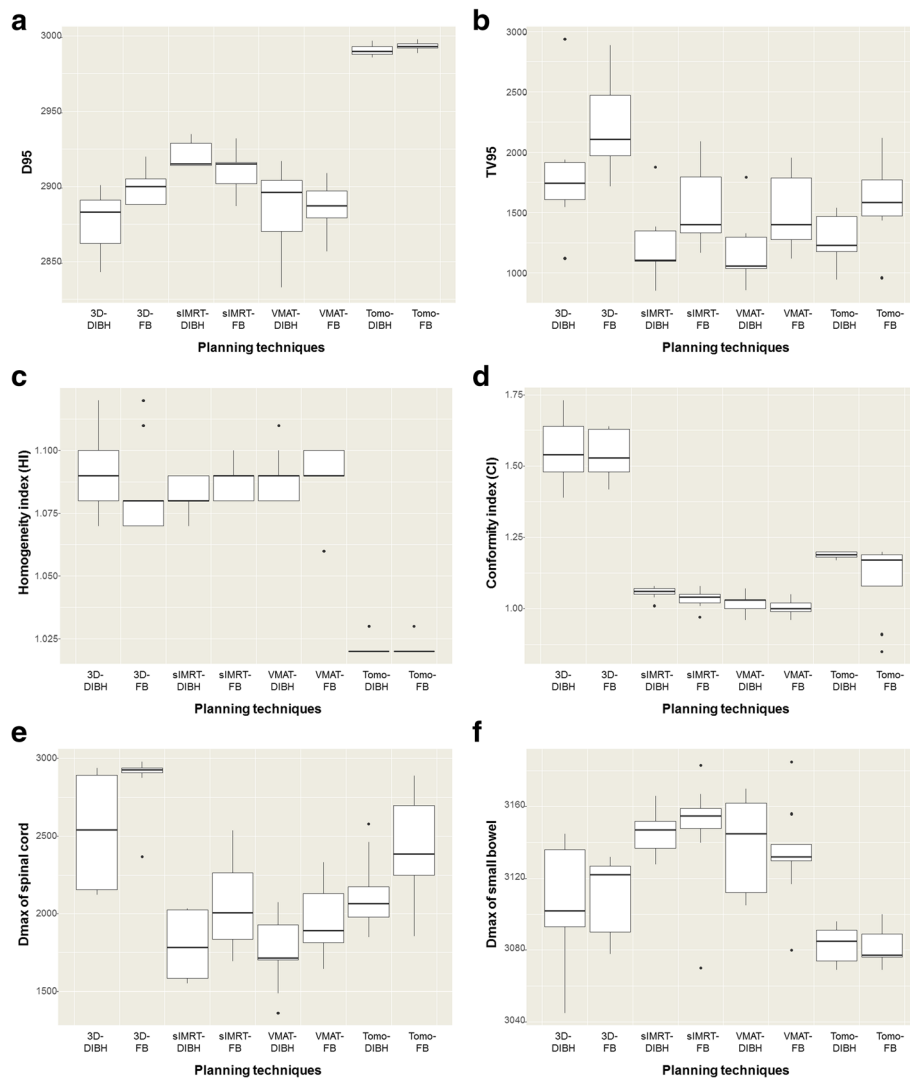 a
3000
2950
2900
2850
D95
3D-DIBH
3D-FB
sIMRT-DIBH
sIMRT-FB
VMAT-DIBH
VMAT-FB
Tomo-DIBH
Tomo-FB
Planning techniques
b
3000
2500
2000
1500
1000
TV95
3D-DIBH
3D-FB
sIMRT-DIBH
sIMRT-FB
VMAT-DIBH
VMAT-FB
Tomo-DIBH
Tomo-FB
Planning techniques
c
1.100
1.075
1.050
1.025
Homogeneity index (HI)
3D-DIBH
3D-FB
sIMRT-DIBH
sIMRT-FB
VMAT-DIBH
VMAT-FB
Tomo-DIBH
Tomo-FB
Planning techniques
d
1.75
1.50
1.25
1.00
Conformity index (CI)
3D-DIBH
3D-FB
sIMRT-DIBH
sIMRT-FB
VMAT-DIBH
VMAT-FB
Tomo-DIBH
Tomo-FB
Planning techniques
e
3000
2500
2000
1500
Dmax of spinal cord
3D-DIBH
3D-FB
sIMRT-DIBH
sIMRT-FB
VMAT-DIBH
VMAT-FB
Tomo-DIBH
Tomo-FB
Planning techniques
f
3160
3120
3080
3040
Dmax of small bowel
3D-DIBH
3D-FB
sIMRT-DIBH
sIMRT-FB
VMAT-DIBH
VMAT-FB
Tomo-DIBH
Tomo-FB
Planning techniques